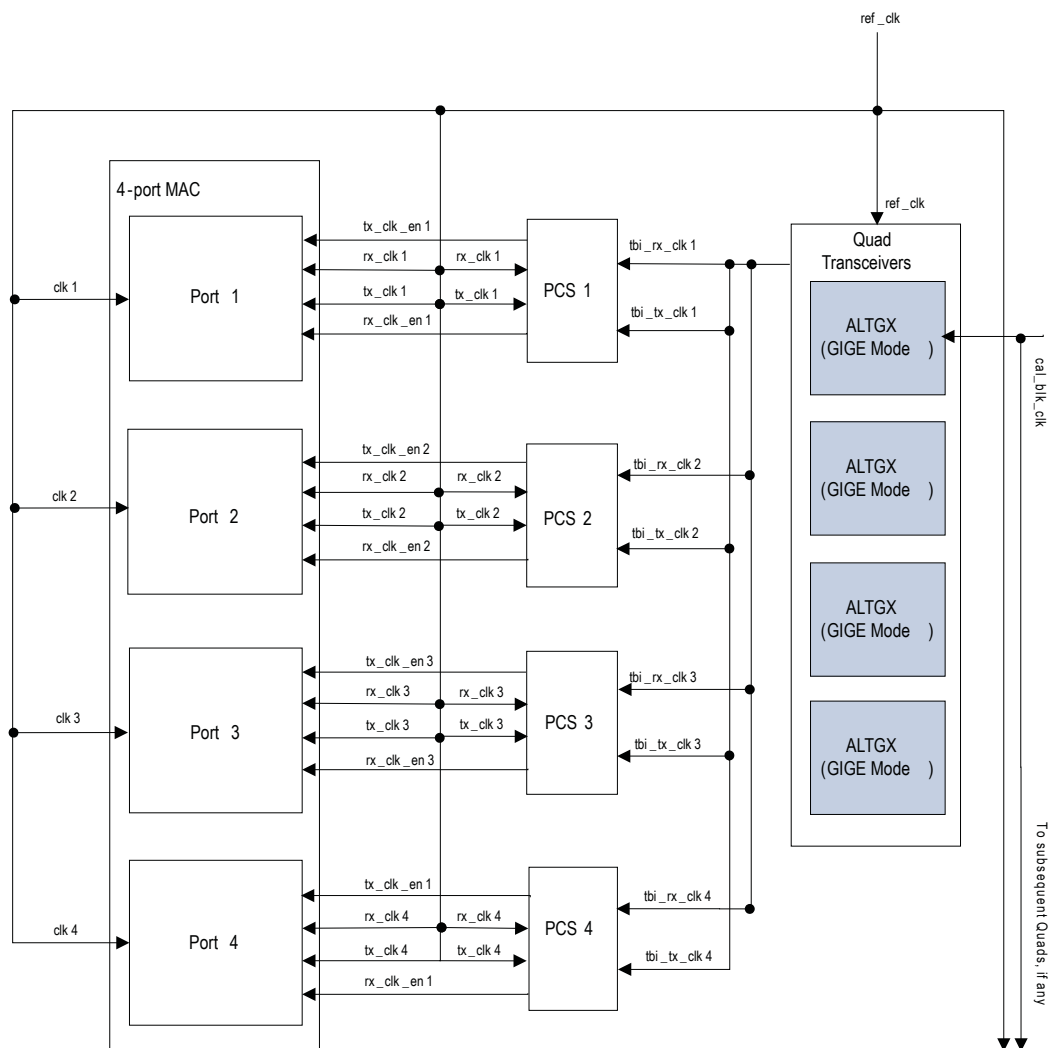 ref_clk
4-port MAC
ref_clk
Quad
Transceivers
tx_clk_en 1
rx_clk 1
rx_clk 1
tx_clk 1
tx_clk 1
rx_clk_en 1
clk 1
Port 1
PCS 1
tbi_rx_clk 1
tbi_tx_clk 1
ALTGX
(GIGE Mode )
cal_blk_clk
tx_clk_en 2
rx_clk 2
rx_clk 2
tx_clk 2
tx_clk 2
rx_clk_en 2
clk 2
Port 2
PCS 2
tbi_rx_clk 2
tbi_tx_clk 2
ALTGX
(GIGE Mode )
ALTGX
(GIGE Mode )
tx_clk_en 3
rx_clk 3
rx_clk 3
tx_clk 3
tx_clk 3
rx_clk_en 3
clk 3
Port 3
PCS 3
tbi_rx_clk 3
tbi_tx_clk 3
ALTGX
(GIGE Mode )
tx_clk_en 1
rx_clk 4
rx_clk 4
tx_clk 4
tx_clk 4
rx_clk_en 1
clk 4
Port 4
PCS 4
tbi_rx_clk 4
tbi_tx_clk 4
To subsequent Quads, if any